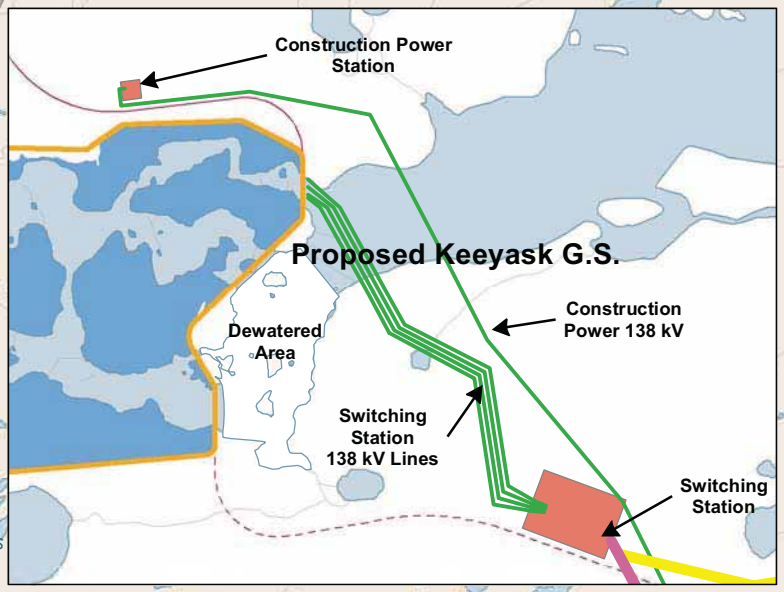 Construction Power
Station
Proposed Keeyask G.S.
Construction
Power 138 kV
Dewatered
Area
Switching
Station
138 kV Lines
Switching
Station